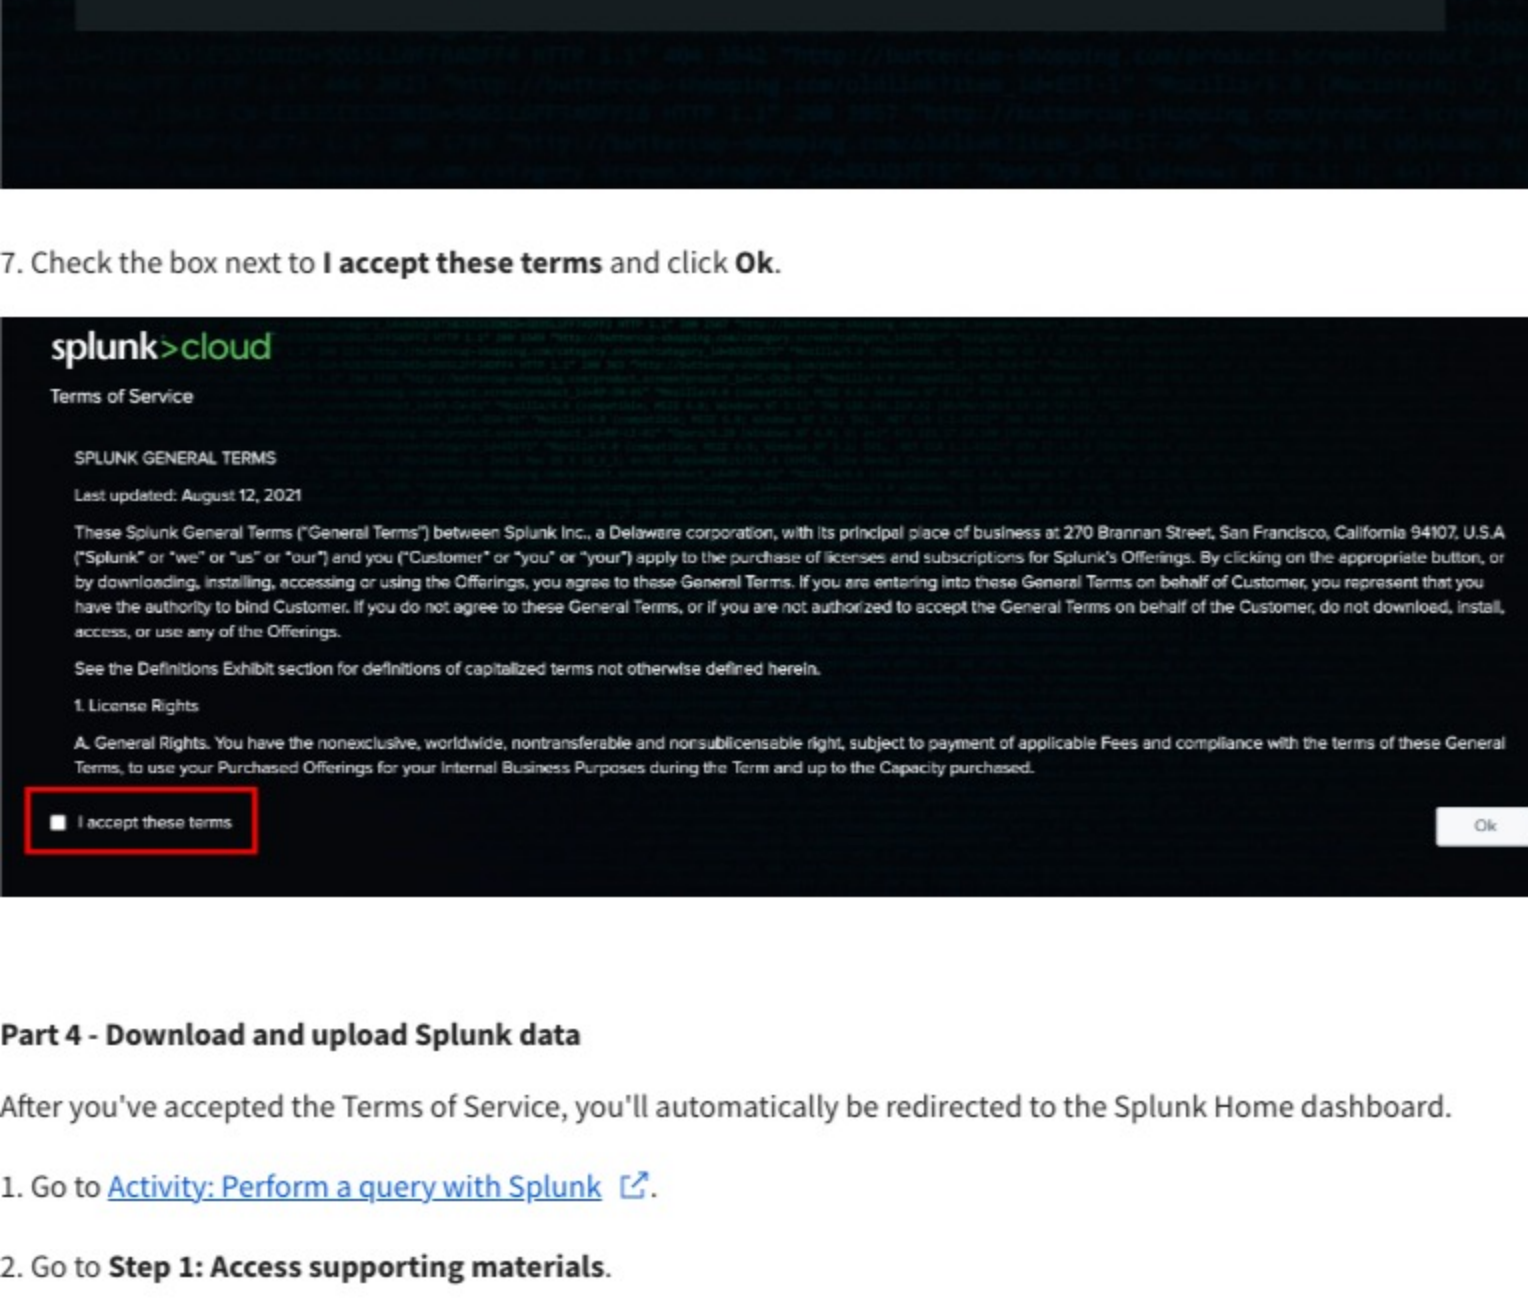 7. Check the box next to I accept these terms and click Ok.
splunk>cloud
Terms of Service
SPLUNK GENERAL TERMS
Last updated: August 12, 2021
These Splunk General Terms ("General Terms") between Splunk Inc., a Delaware corporation, with its principal place of business at 270 Brannan Street, San Francisco, California 94107, U.S.A
("Splunk" or "we" or "us" or "our") and you ("Customer" or "you" or "your") apply to the purchase of licenses and subscriptions for Splunk's Offerings. By clicking on the appropriate button, or
by downloading, installing, accessing or using the Offerings, you agree to these General Terms. If you are entering into these General Terms on behalf of Customer, you represent that you
have the authority to bind Customer. If you do not agree to these General Terms, or if you are not authorized to accept the General Terms on behalf of the Customer, do not download, install,
access, or use any of the Offerings.
See the Definitions Exhibit section for definitions of capitalized terms not otherwise defined herein.
1. License Rights
A. General Rights. You have the nonexclusive, worldwide, nontransferable and nonsublicensable right, subject to payment of applicable Fees and compliance with the terms of these General
Terms, to use your Purchased Offerings for your Internal Business Purposes during the Term and up to the Capacity purchased.
I accept these terms
Ok
Part 4 - Download and upload Splunk data
After you've accepted the Terms of Service, you'll automatically be redirected to the Splunk Home dashboard.
1. Go to Activity: Perform a query with Splunk.
2. Go to Step 1: Access supporting materials.